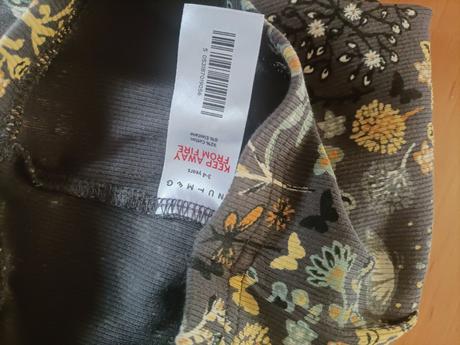 NUTMEG
3-4 years
KEEP AWAY
FROM FIRE
92% Cotton
8% Elastane